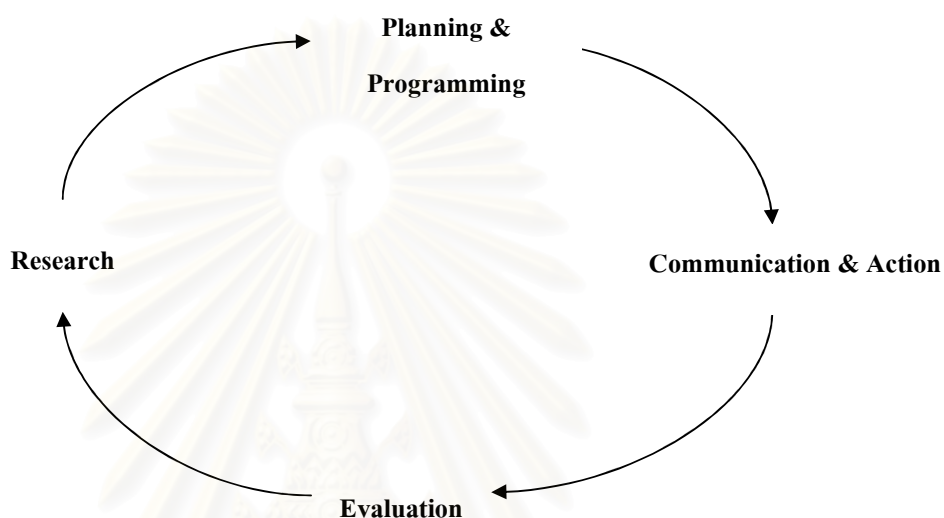 Planning &
Programming
Research
Communication & Action
Evaluation